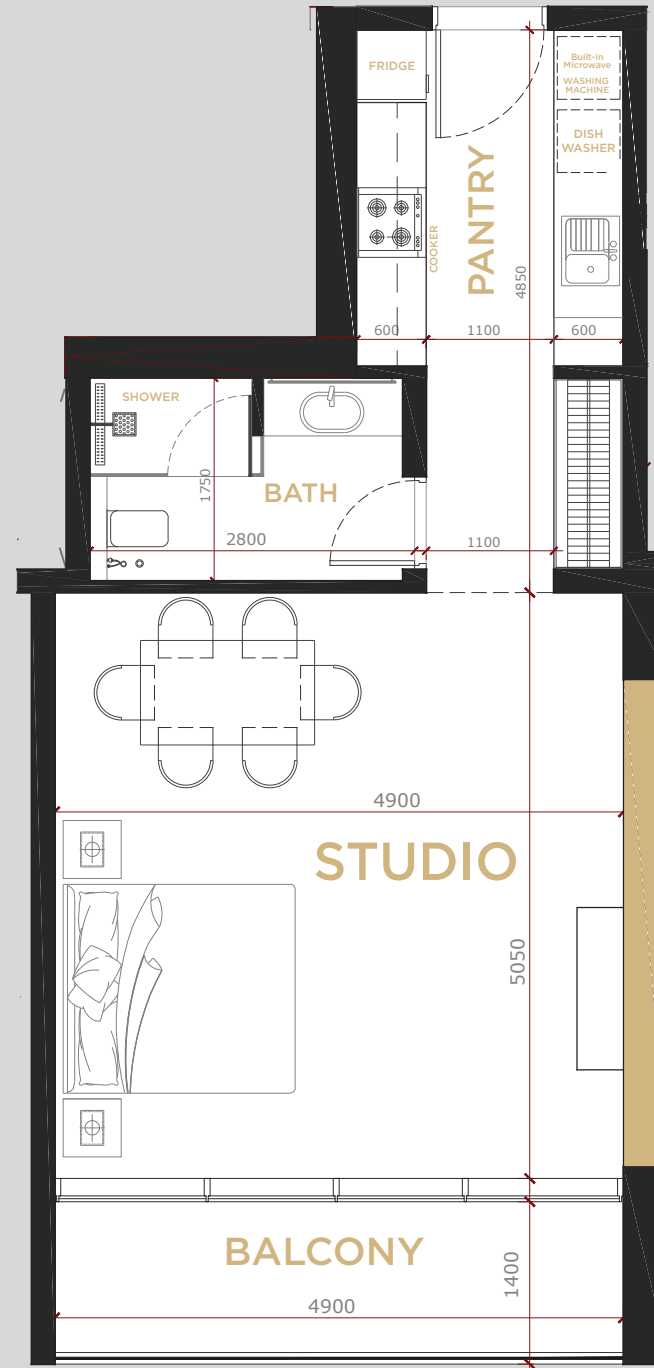 FRIDGE
Built-in
Microwave
WASHING
MACHINE
DISH
WASHER
PANTRY
COOKER
4850
600
1100
600
SHOWER
BATH
1750
2800
1100
4900
STUDIO
5050
BALCONY
1400
4900